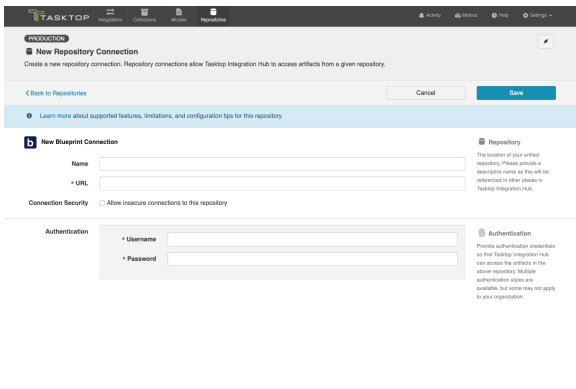 TASKTOP
Integrations
Collections
Models
Repositories
Activity
Metrics
Help
Settings
PRODUCTION
New Repository Connection
Create a new repository connection. Repository connections allow Tasktop Integration Hub to access artifacts from a given repository.
Back to Repositories
Cancel
Save
Learn more about supported features, limitations, and configuration tips for this repository.
b New Blueprint Connection
Name
* URL
Connection Security
Allow insecure connections to this repository
Repository
The location of your artifact
repository. Please provide a
descriptive name as this will be
referenced in other places in
Tasktop Integration Hub.
Authentication
* Username
* Password
Authentication
Provide authentication credentials
so that Tasktop Integration Hub
can access the artifacts in the
above repository. Multiple
authentication styles are
available, but some may not apply
to your organization.